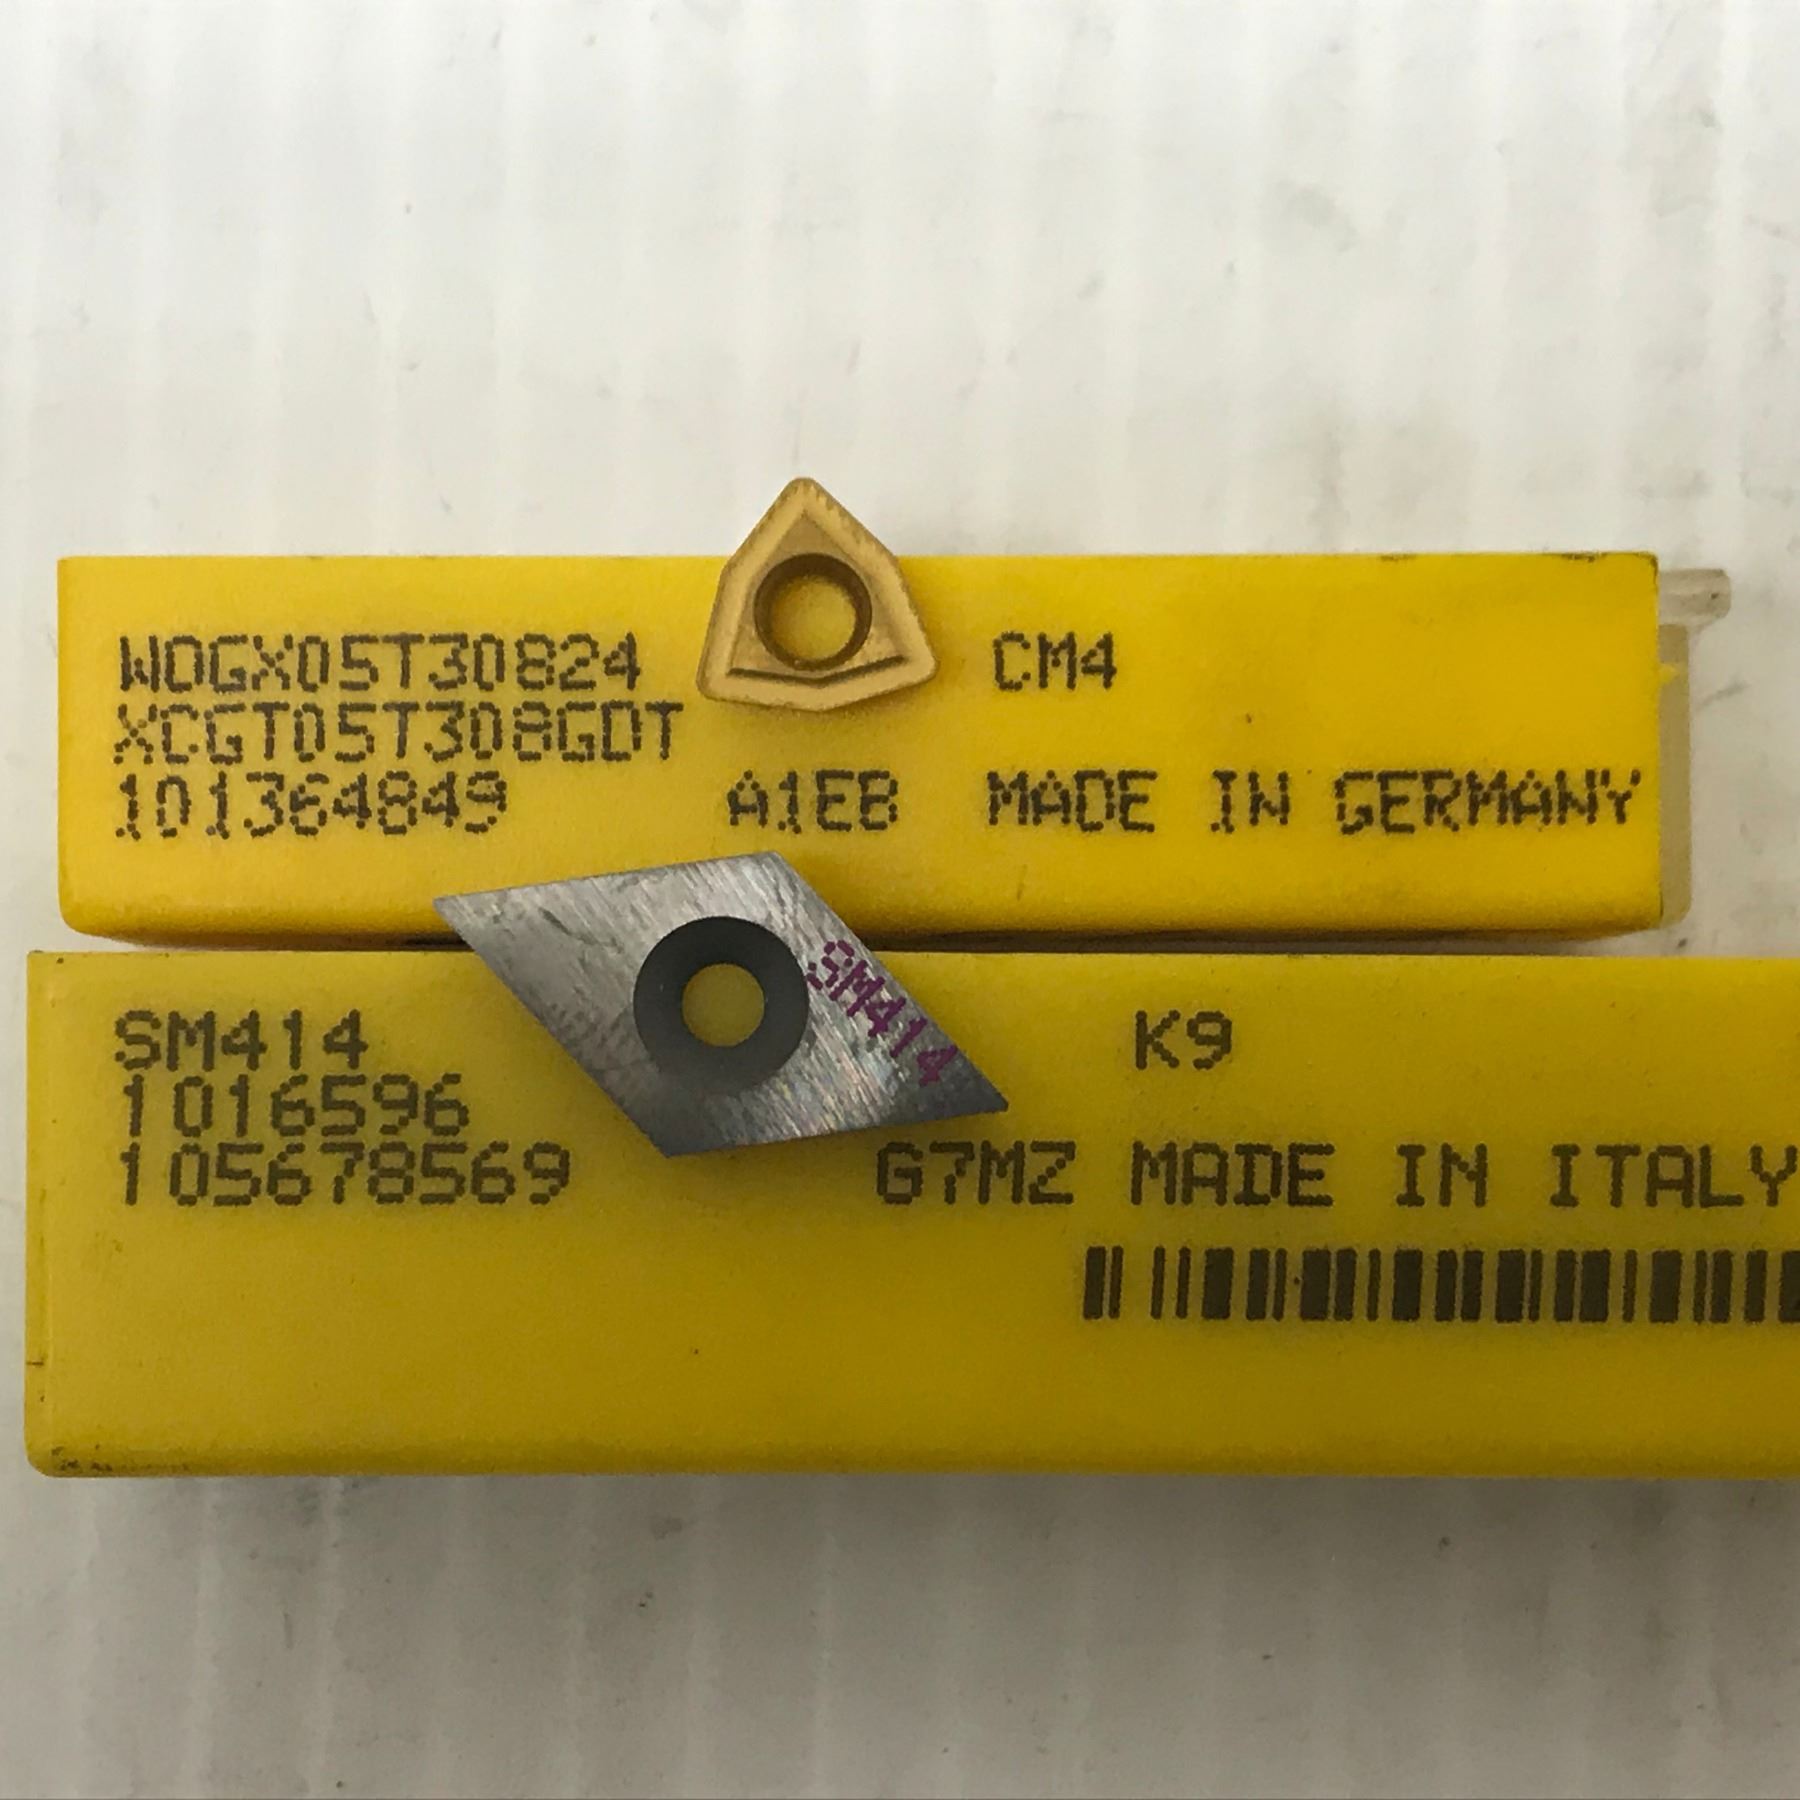 WOGX05T30824 CM4
XCGT05T308GDT
101364849 A1EB MADE IN GERMANY
SM414
SM414 K9
1016596
105678569 G7MZ MADE IN ITALY